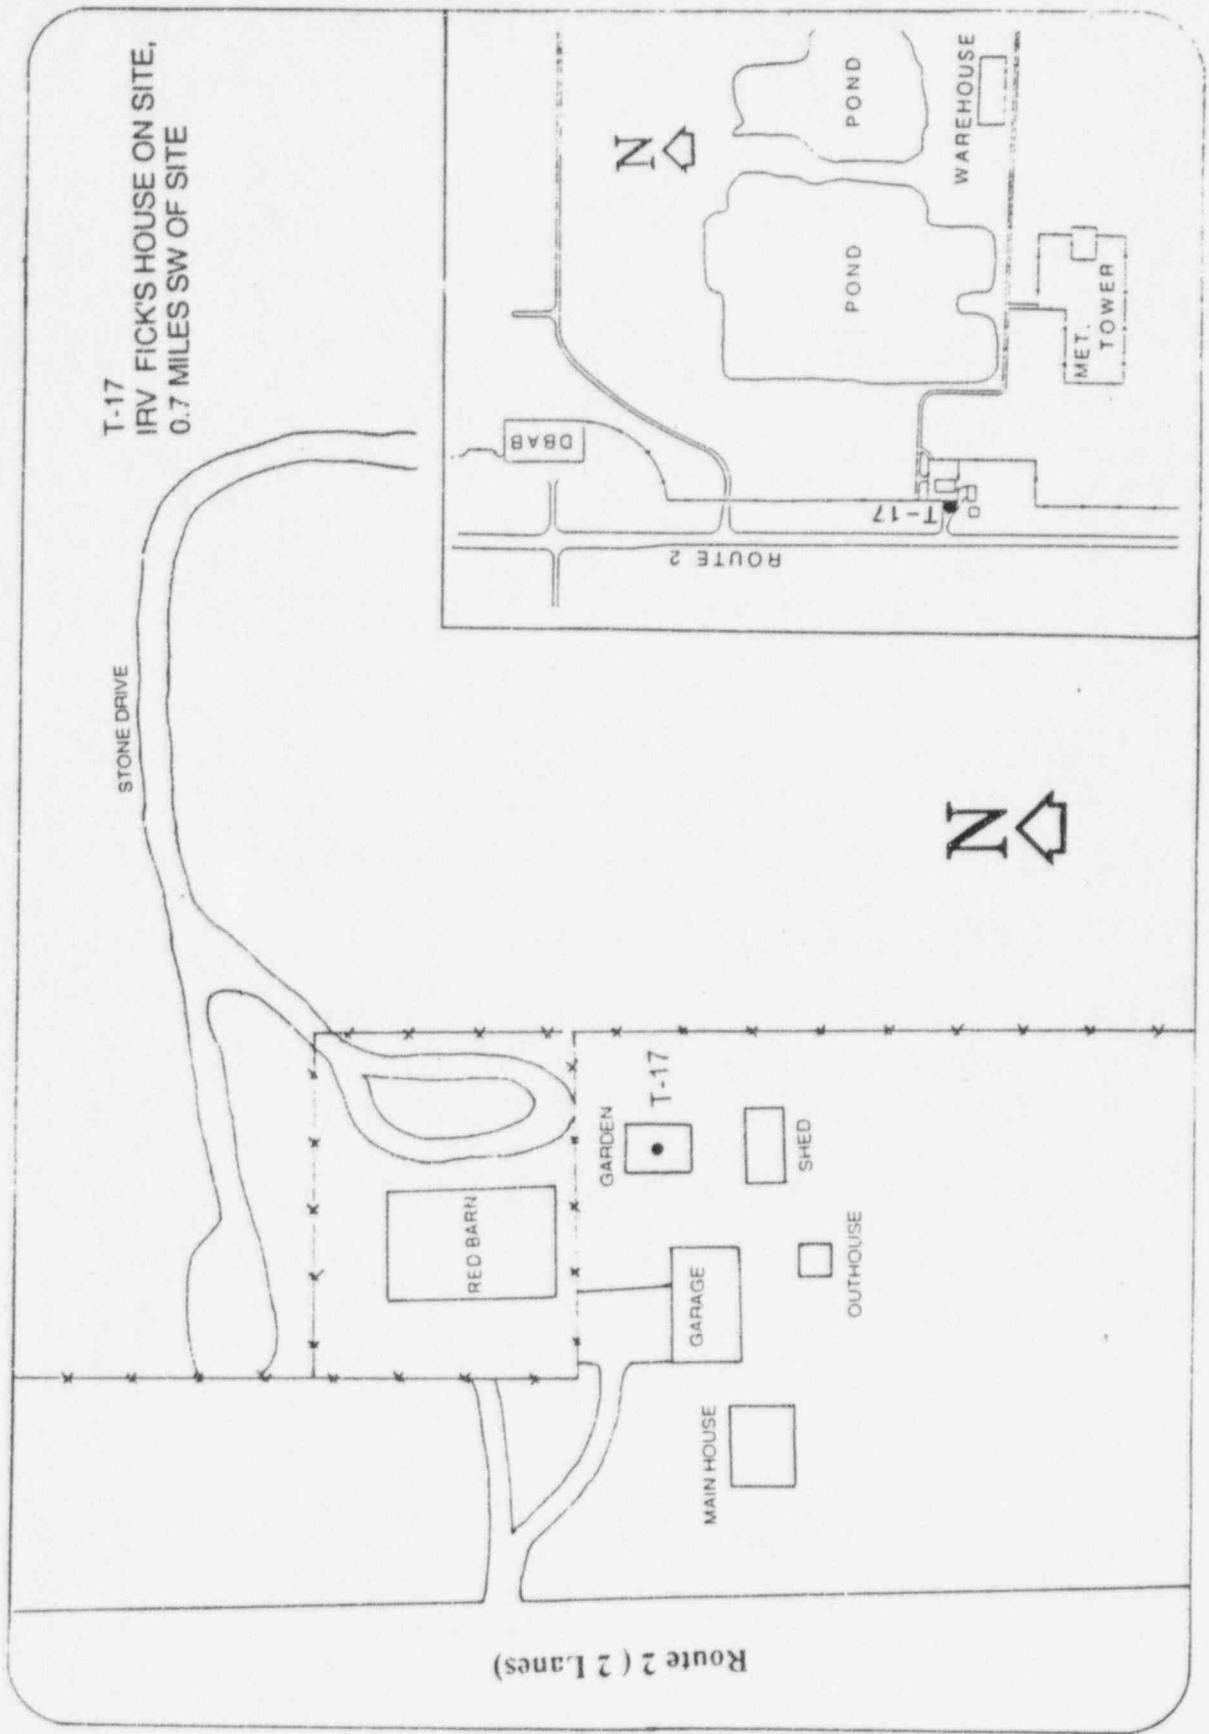 T-17
IRV FICK'S HOUSE ON SITE,
0.7 MILES SW OF SITE
STONE DRIVE
N
POND
POND
WAREHOUSE
MET.
TOWER
DBAB
T-17
ROUTE 2
N
RED BARN
GARDEN
T-17
SHED
GARAGE
OUTHOUSE
MAIN HOUSE
Route 2 ( 2 Lanes)